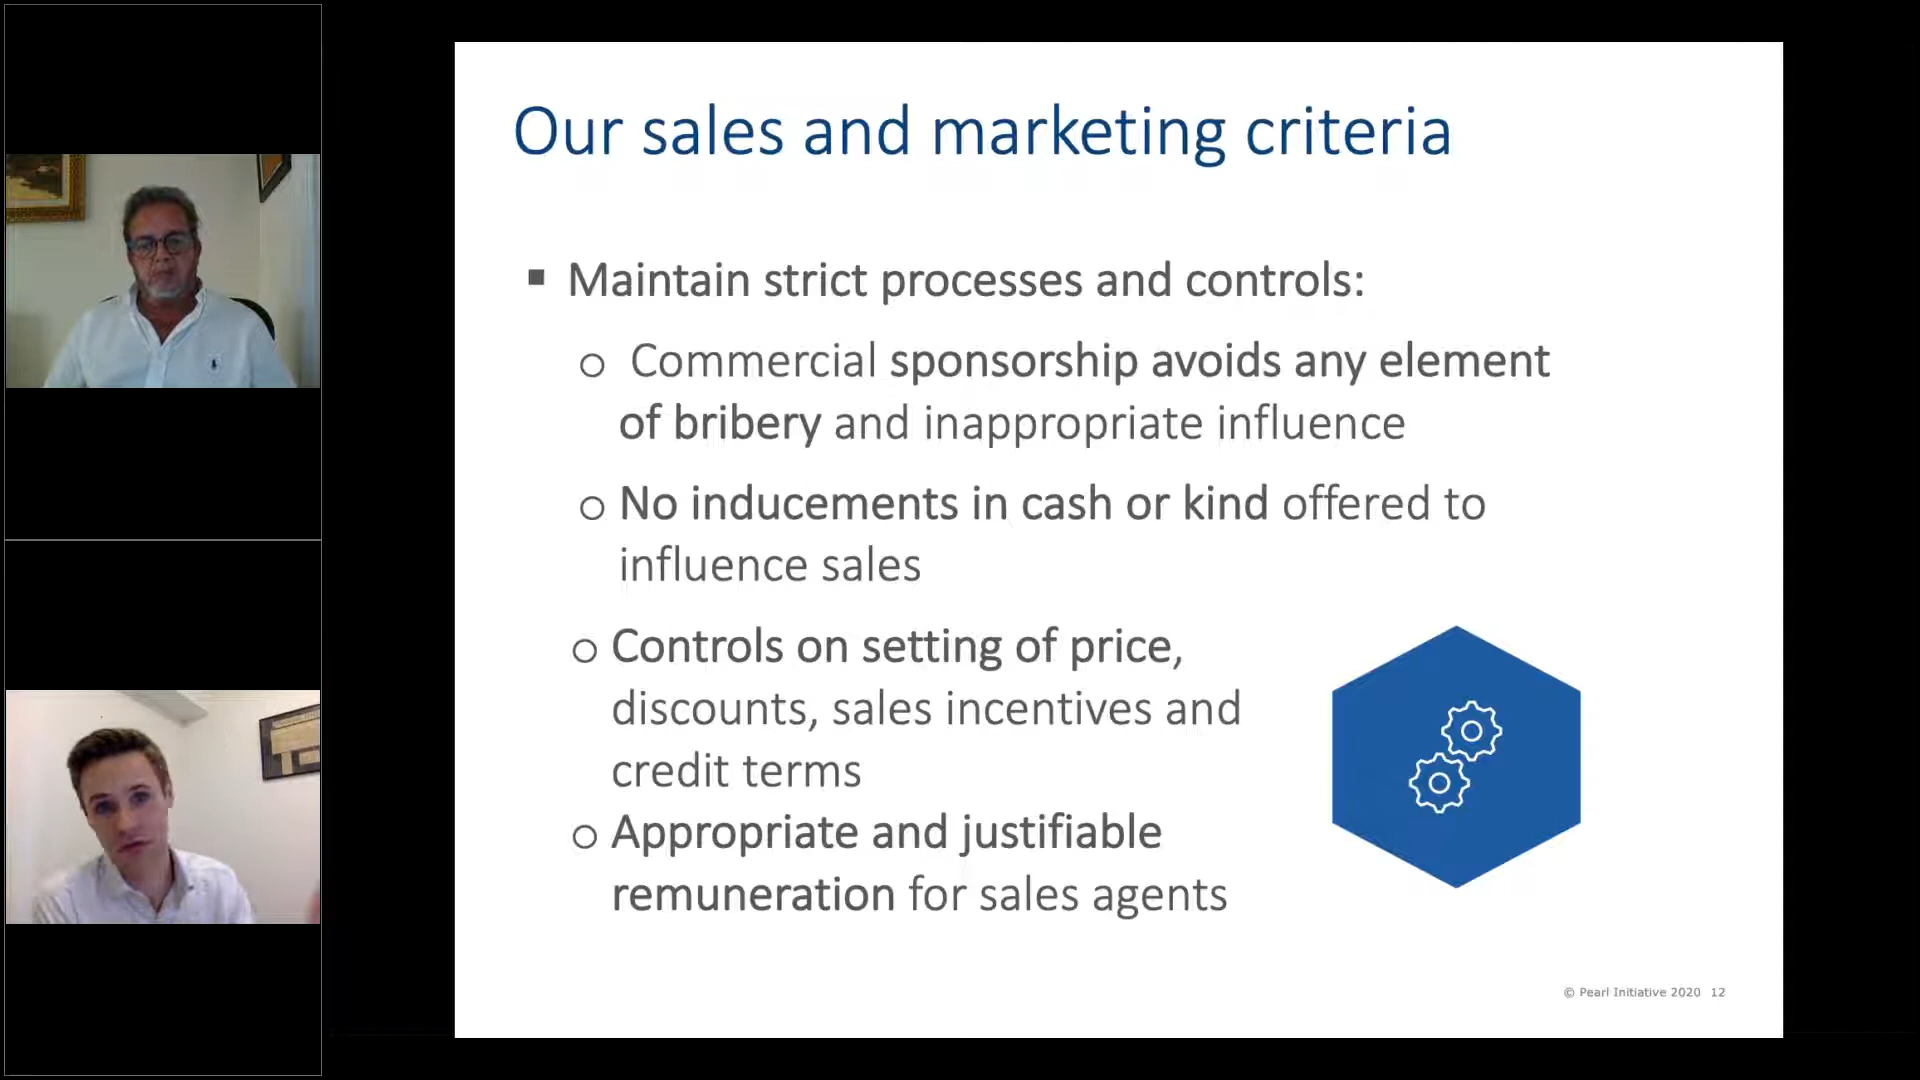 Our sales and marketing criteria
▪ Maintain strict processes and controls:
o Commercial sponsorship avoids any element
of bribery and inappropriate influence
o No inducements in cash or kind offered to
influence sales
o Controls on setting of price,
discounts, sales incentives and
credit terms
o Appropriate and justifiable
remuneration for sales agents
© Pearl Initiative 2020 12